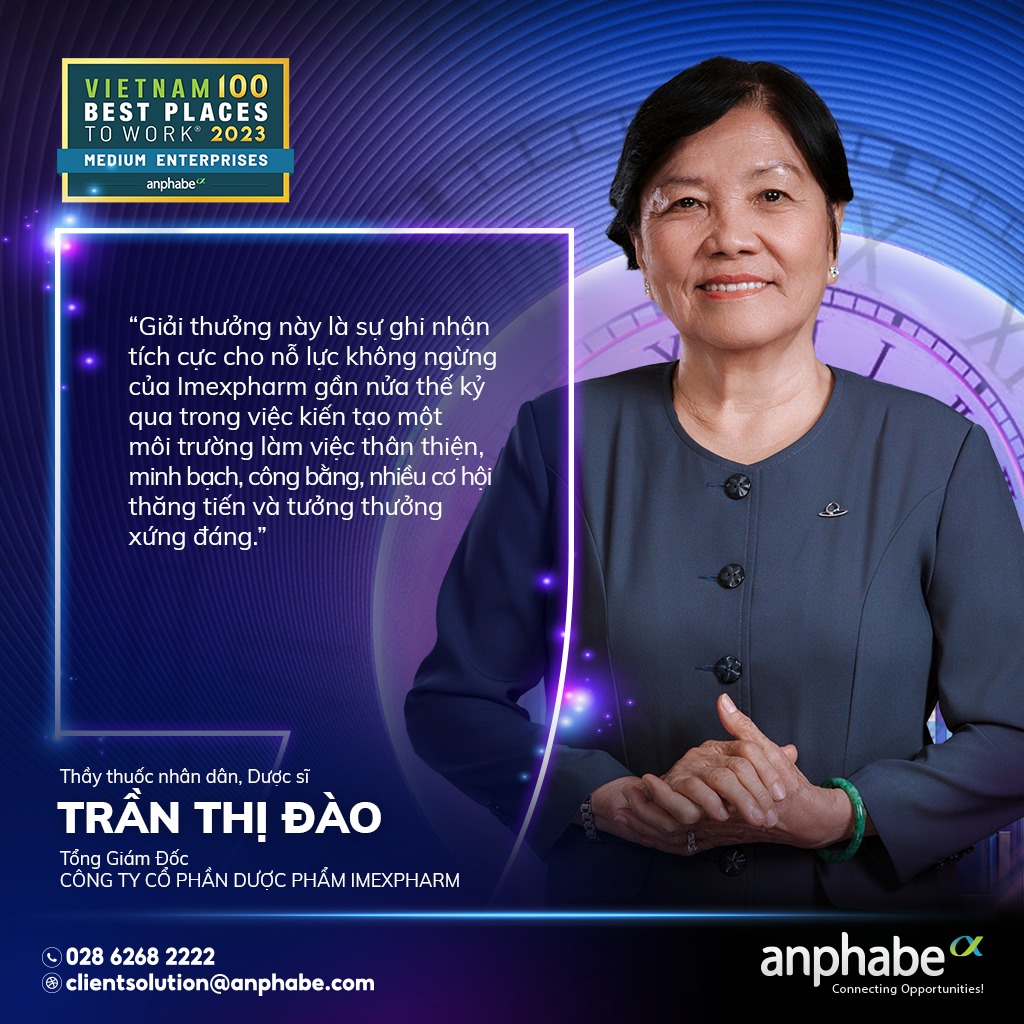 VIETNAM 100
BEST PLACES
TO WORK® 2023
MEDIUM ENTERPRISES
anphabe
“Giải thưởng này là sự ghi nhận
tích cực cho nỗ lực không ngừng
của Imexpharm gần nửa thế kỷ
qua trong việc kiến tạo một
môi trường làm việc thân thiện,
minh bạch, công bằng, nhiều cơ hội
thăng tiến và tưởng thưởng
xứng đáng.”
Thầy thuốc nhân dân, Dược sĩ
TRẦN THỊ ĐÀO
Tổng Giám Đốc
CÔNG TY CỔ PHẦN DƯỢC PHẨM IMEXPHARM
028 6268 2222
clientsolution@anphabe.com
anphabe
Connecting Opportunities!